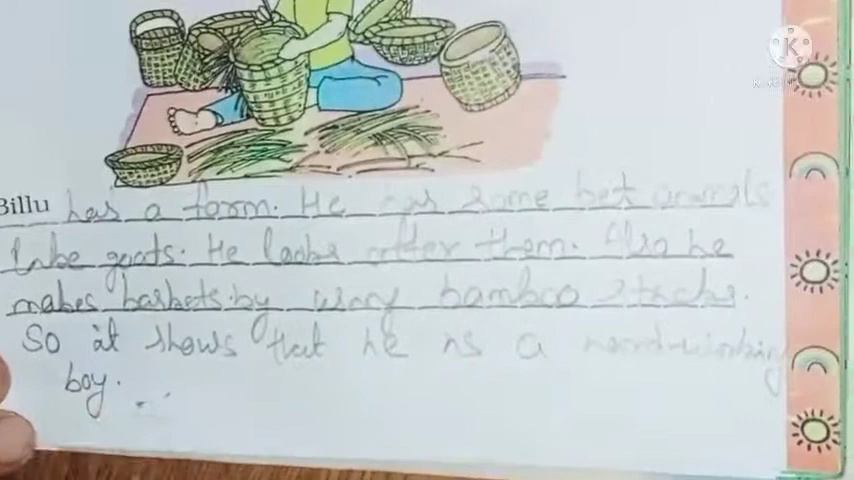 Billu has a farm. He has some pet animals
like goats. He looks after them. Also he
makes baskets by using bamboo sticks.
So it shows that he is a hard-working
boy.